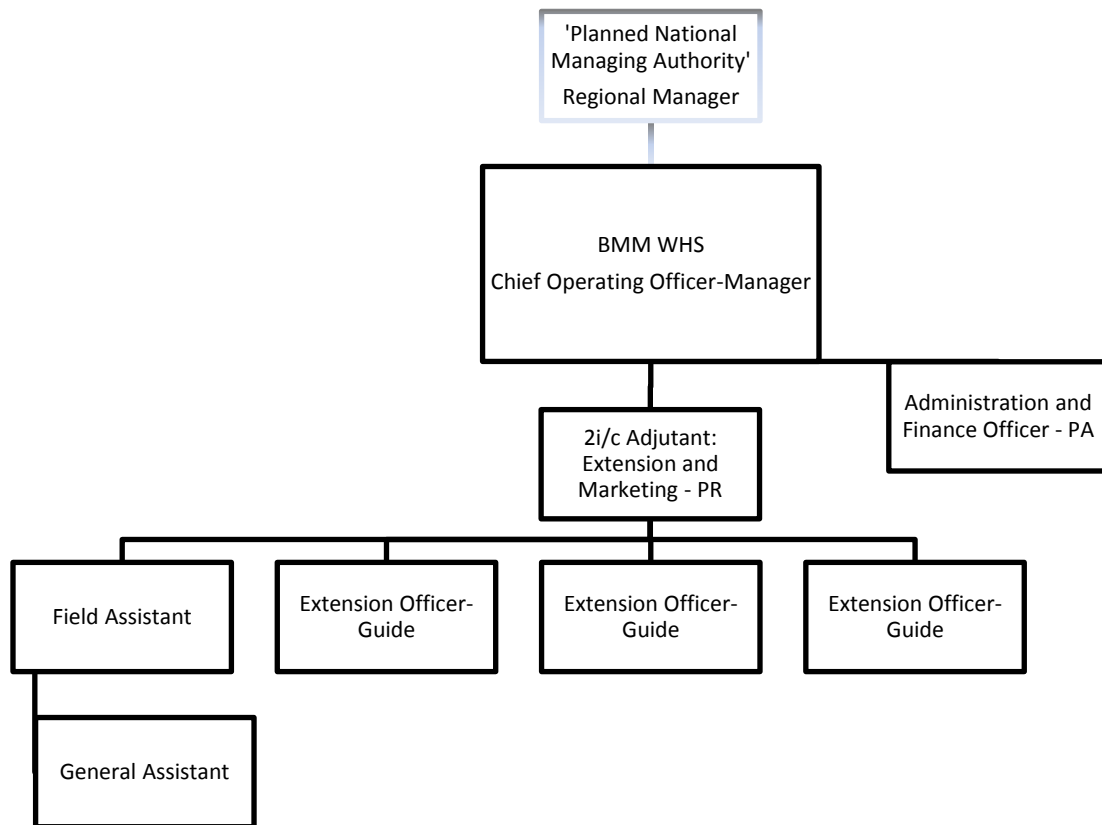 'Planned National
Managing Authority'
Regional Manager
BMM WHS
Chief Operating Officer-Manager
Administration and
Finance Officer - PA
2i/c Adjutant:
Extension and
Marketing - PR
Field Assistant
Extension Officer-
Guide
Extension Officer-
Guide
Extension Officer-
Guide
General Assistant